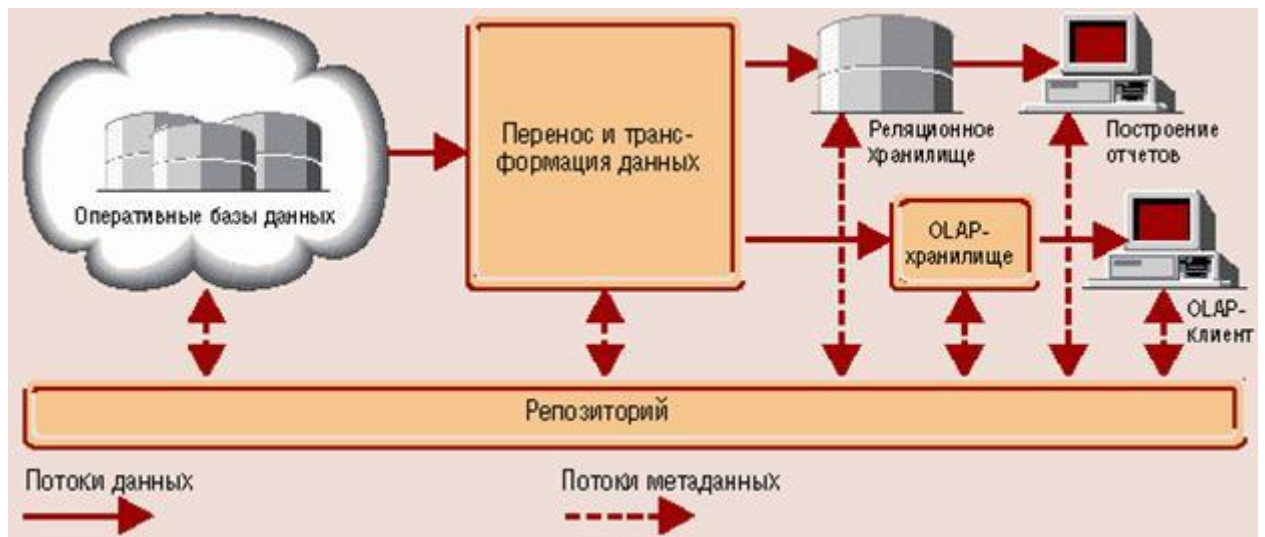 Оперативные базы данных
Перенос и транс-
формация данных
Реляционное
хранилище
Построение
отчетов
OLAP-
хранилище
OLAP-
клиент
Репозиторий
Потоки данных
Потоки метаданных